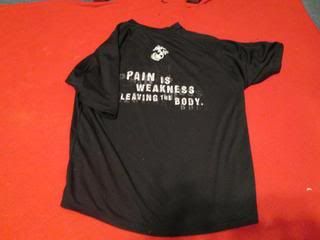 PAIN IS
WEAKNESS
LEAVING THE BODY.